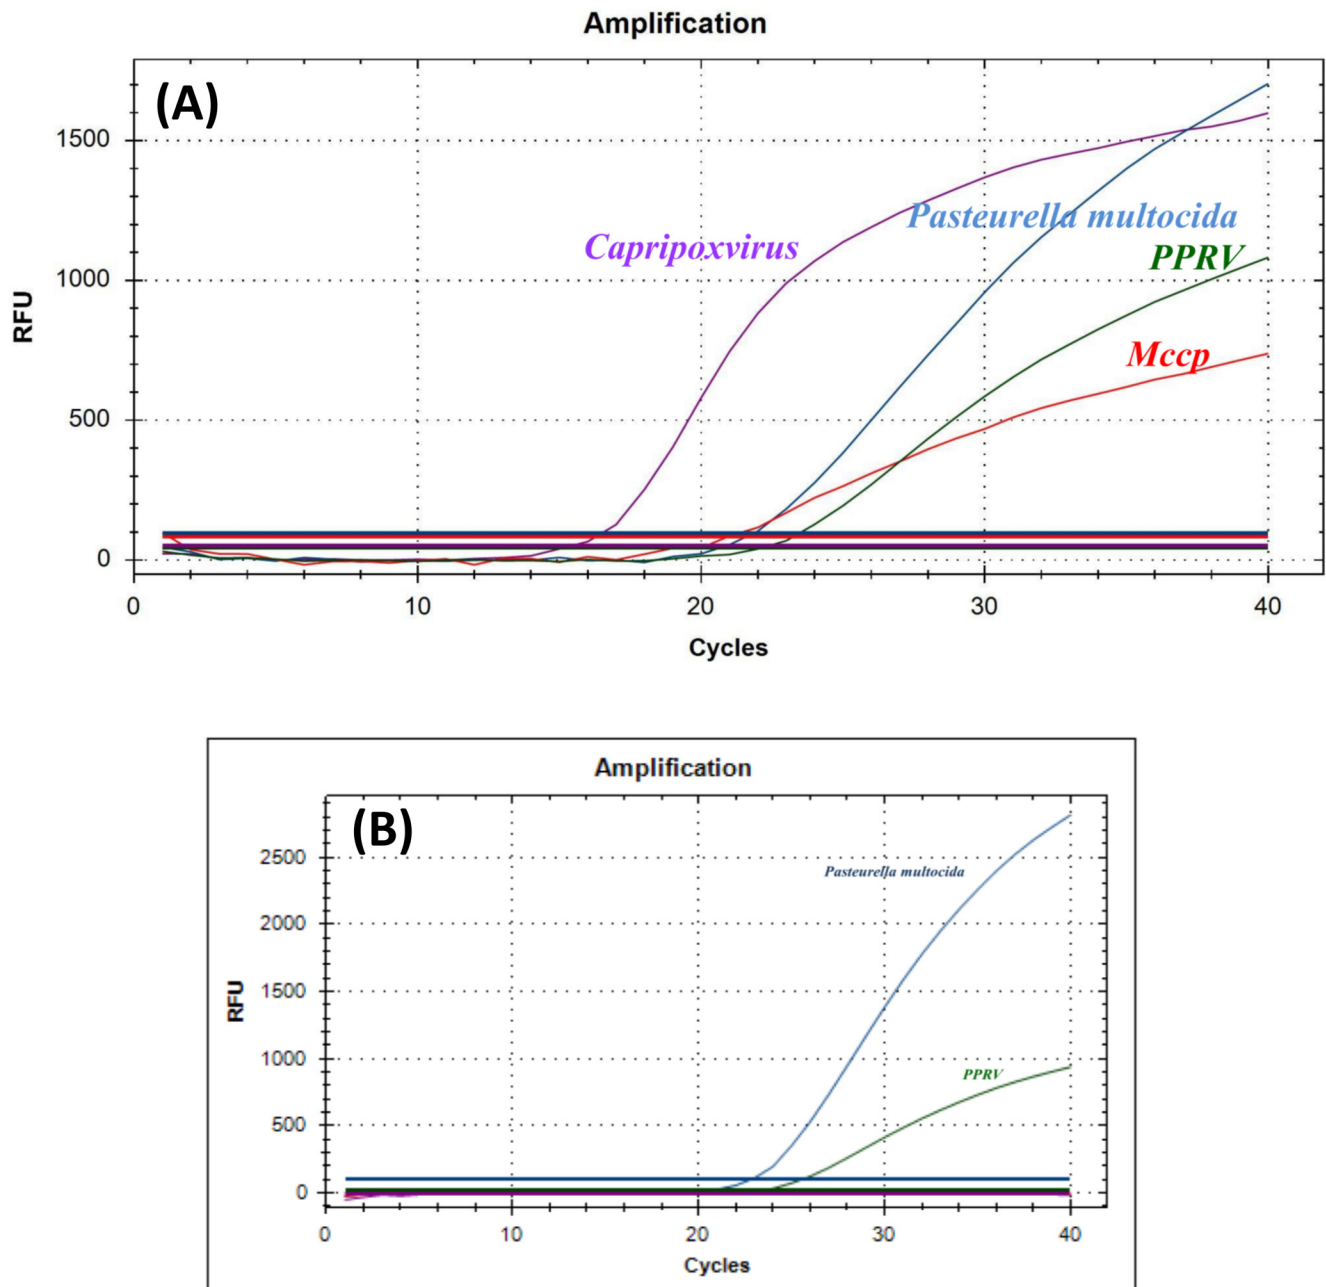 Amplification
(A)
1500
Pasteurella multocida
Capripoxvirus
PPRV
1000
RFU
Mccp
500
0
0 10 20 30 40
Cycles
Amplification
(B)
2500
Pasteurella multocida
2000
1500
RFU
1000
PPRV
500
0
0 10 20 30 40
Cycles